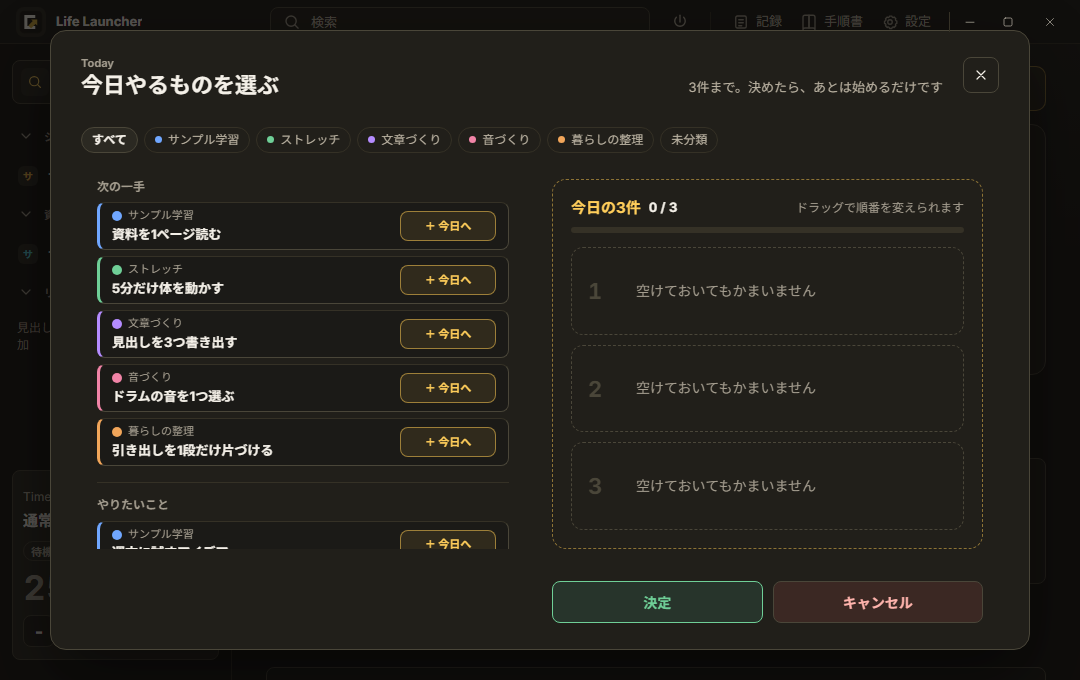 Life Launcher
検索
記録
手順書
設定
Today
今日やるものを選ぶ
3件まで。決めたら、あとは始めるだけです
すべて
サンプル学習
ストレッチ
文章づくり
音づくり
暮らしの整理
未分類
次の一手
サンプル学習
資料を1ページ読む
+ 今日へ
ストレッチ
5分だけ体を動かす
+ 今日へ
文章づくり
見出しを3つ書き出す
+ 今日へ
音づくり
ドラムの音を1つ選ぶ
+ 今日へ
暮らしの整理
引き出しを1段だけ片づける
+ 今日へ
やりたいこと
サンプル学習
+ 今日へ
今日の3件 0 / 3
ドラッグで順番を変えられます
1
空けておいてもかまいません
2
空けておいてもかまいません
3
空けておいてもかまいません
決定
キャンセル
サ
サ
見出し
加
Time
通常
待機
2
-